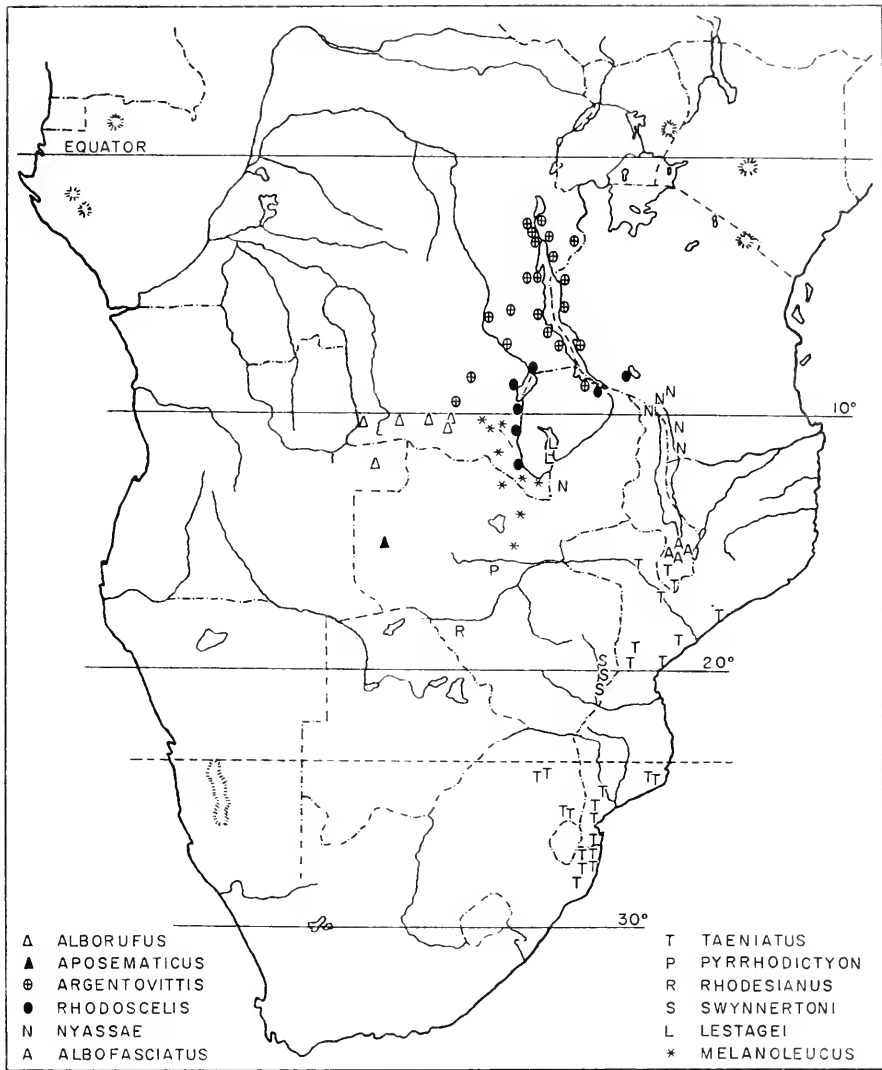 EQUATOR
10°
20°
30°
△ ALBORUFUS
▲ APOSEMATICUS
⊕ ARGENTOVITTIS
● RHODOSCELIS
N NYASSAE
A ALBOFASCIATUS
T TAENIATUS
P PYRRHODICTYON
R RHODESIANUS
S SWYNNERTONI
L LESTAGEI
* MELANOLEUCUS